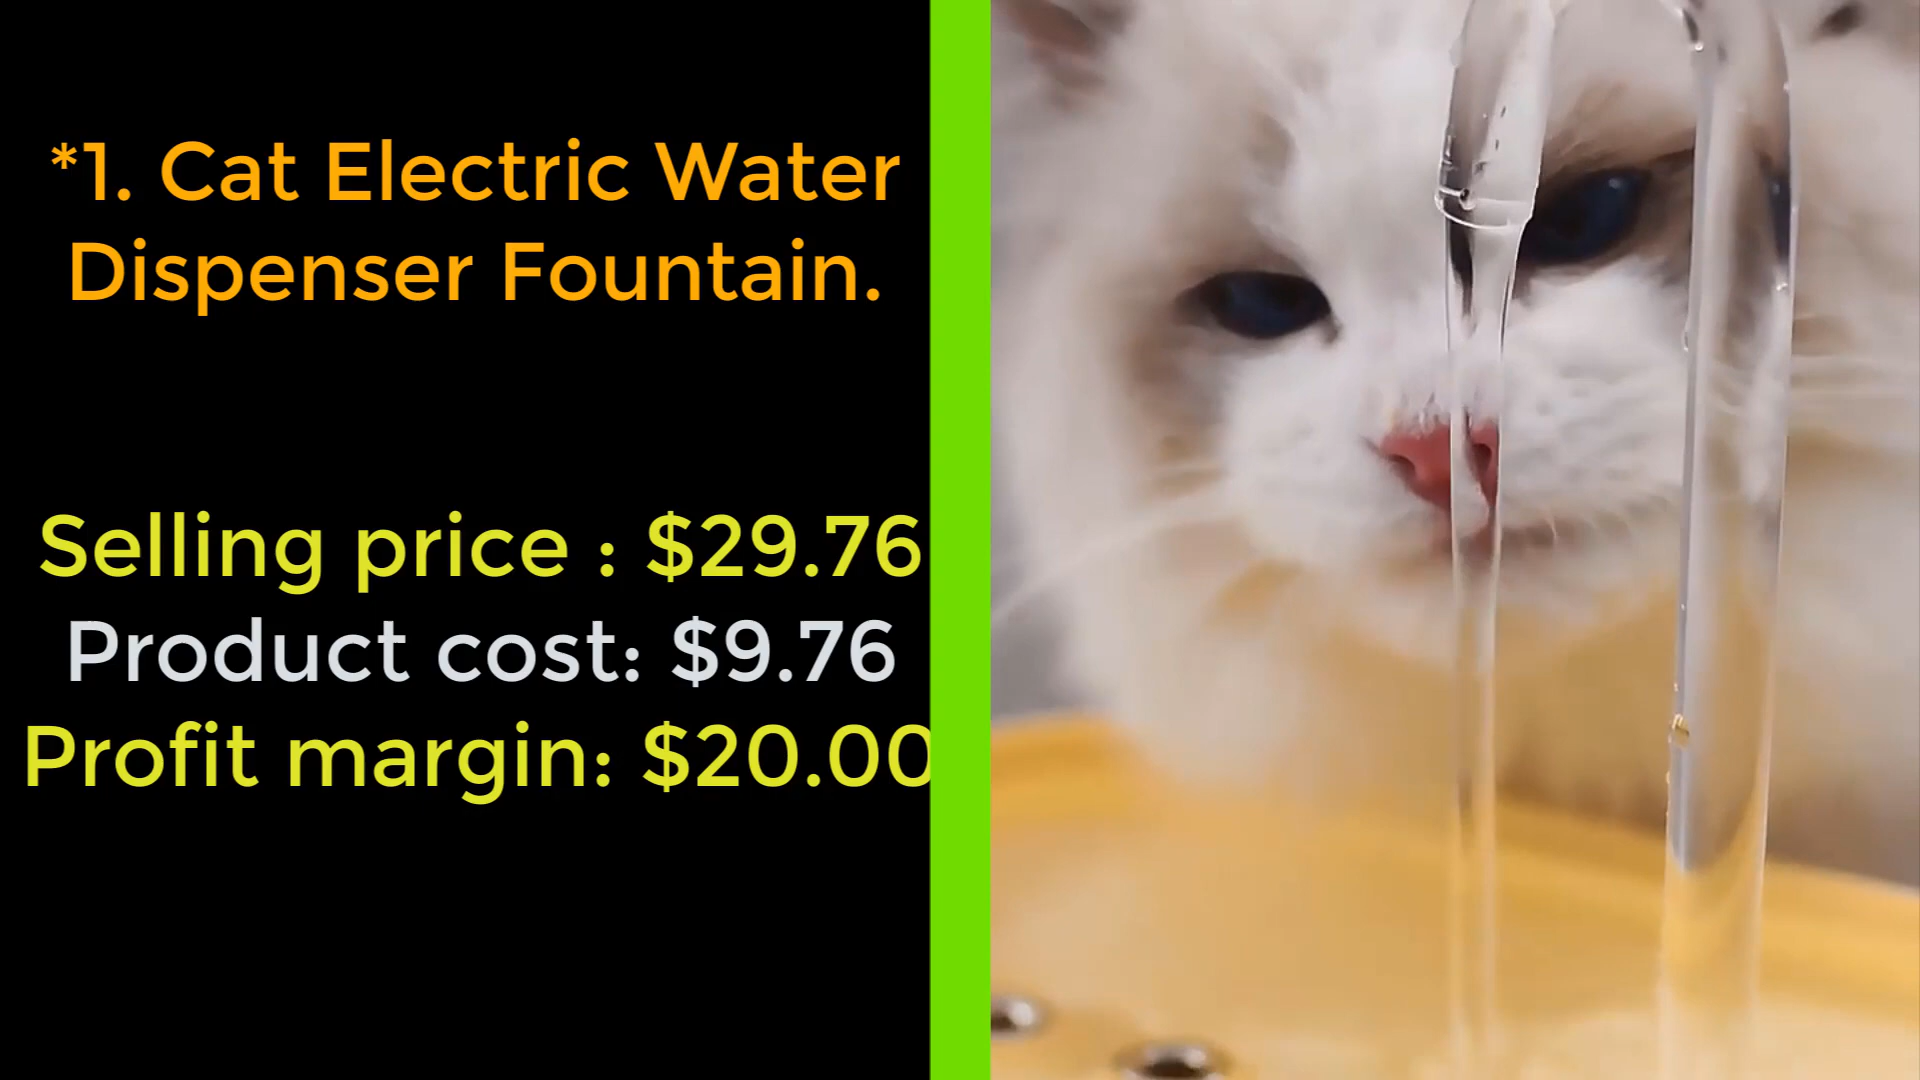 *1. Cat Electric Water
Dispenser Fountain.
Selling price : $29.76
Product cost: $9.76
Profit margin: $20.00